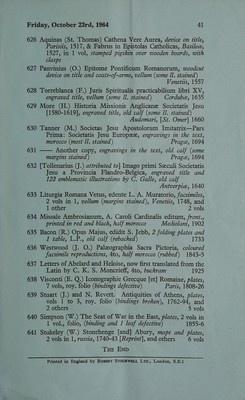 Friday, October 23rd, 1964 41
626 Aquinas (St. Thomas) Cathena Vere Aurea, device on title,
Parisiis, 1517, & Fabrus in Epistolas Catholicas, Basileæ,
1527, in 1 vol, stamped pigskin over wooden boards, with
clasps
627 Panvinius (O.) Epitome Pontificum Romanorum, woodcut
device on title and coats-of-arms, vellum (some ll. stained)
Venetiis, 1557
628 Torreblanca (F.) Juris Spiritualis practicabilium libri XV,
engraved title, vellum (some ll. stained) Cordubæ, 1635
629 More (H.) Historia Missionis Anglicanæ Societatis Jesu
[1580-1619], engraved title, old calf (some ll. stained)
Audomari, [St. Omer] 1660
630 Tanner (M.) Societas Jesu Apostolorum Imitatrix—Pars
Prima: Societatis Jesu Europææ, engravings in the text,
morocco (most ll. stained) Pragæ, 1694
631 —— Another copy, engravings in the text, old calf (some
margins stained) Pragæ, 1694
632 [Tollenarius (J.) attributed to] Imago primi Sæculi Societatis
Jesu a Provincia Flandro-Belgica, engraved title and
125 emblematic illustrations by C. Galle, old calf
Antverpiæ, 1640
633 Liturgia Romana Vetus, edente L. A. Muratorio, facsimiles,
2 vols in 1, vellum (margins stained), Venetiis, 1748, and
1 other 2 vols
634 Missale Ambrosianum, A. Caroli Cardinalis editum, front.,
printed in red and black, half morocco Mediolani, 1902
635 Bacon (R.) Opus Maius, edidit S. Jebb, 2 folding plates and
1 table, L.P., old calf (rebacked) 1733
636 Westwood (J. O.) Palæographia Sacra Pictoria, coloured
facsimile reproductions, 4to, half morocco (rubbed) 1843-5
637 Letters of Abelard and Heloise, now first translated from the
Latin by C. K. S. Moncrieff, 4to, buckram 1925
638 Visconti (E. Q.) Iconographie Grecque [et] Romaine, plates,
7 vols, roy. folio (bindings defective) Paris, 1808-26
639 Stuart (J.) and N. Revett. Antiquities of Athens, plates,
vols 1 to 3, roy. folio (bindings broken), 1762-94, and
2 others 5 vols
640 Simpson (W.) The Seat of War in the East, plates, 2 vols in
1 vol., folio, (binding and 1 leaf defective) 1855-6
641 Stukeley (W.) Stonehenge [and] Abury, maps and plates,
2 vols in 1, russia, 1740-43 [Reprint], and others 6 vols
THE END
Printed in England by ROBERT STOCKWELL LTD., London, S.E.1